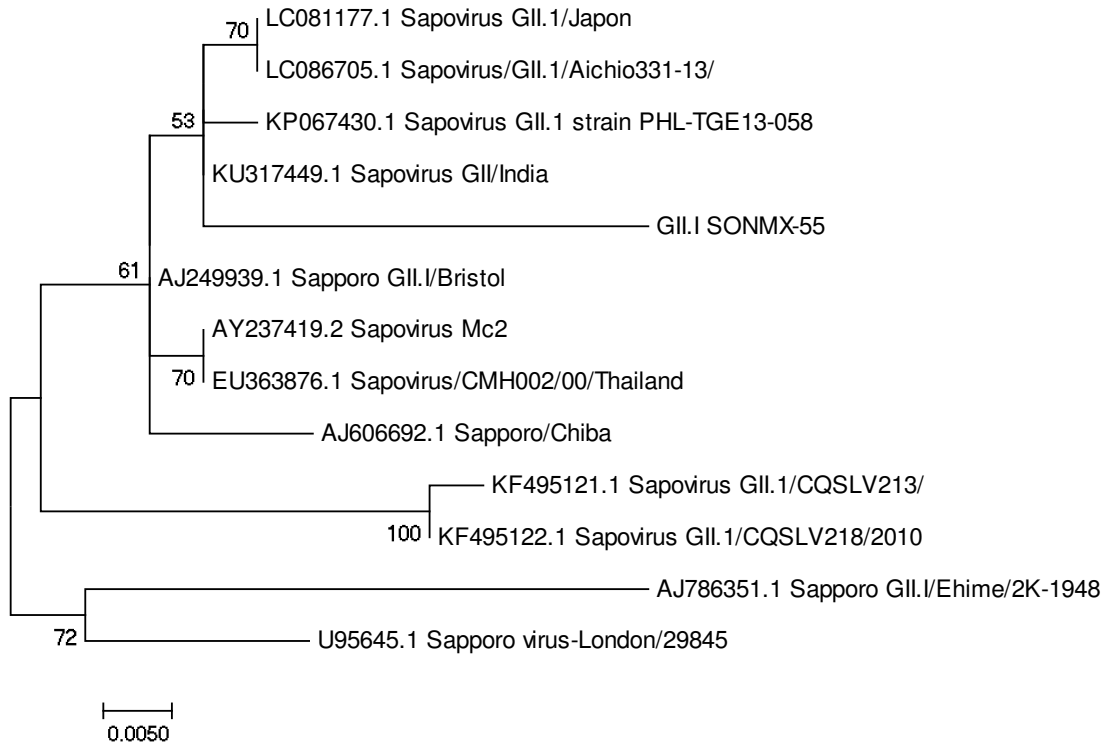 LC081177.1 Sapovirus GII.1/Japon
70
LC086705.1 Sapovirus/GII.1/Aichio331-13/
53
KP067430.1 Sapovirus GII.1 strain PHL-TGE13-058
KU317449.1 Sapovirus GII/India
GII.I SONMX-55
61
AJ249939.1 Sapporo GII.I/Bristol
AY237419.2 Sapovirus Mc2
70
EU363876.1 Sapovirus/CMH002/00/Thailand
AJ606692.1 Sapporo/Chiba
KF495121.1 Sapovirus GII.1/CQSLV213/
100
KF495122.1 Sapovirus GII.1/CQSLV218/2010
AJ786351.1 Sapporo GII.I/Ehime/2K-1948
72
U95645.1 Sapporo virus-London/29845
0.0050